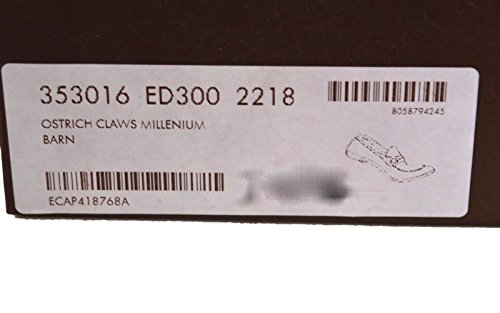 353016 ED300 2218
8058794245
OSTRICH CLAWS MILLENIUM
BARN
ECAP418768A